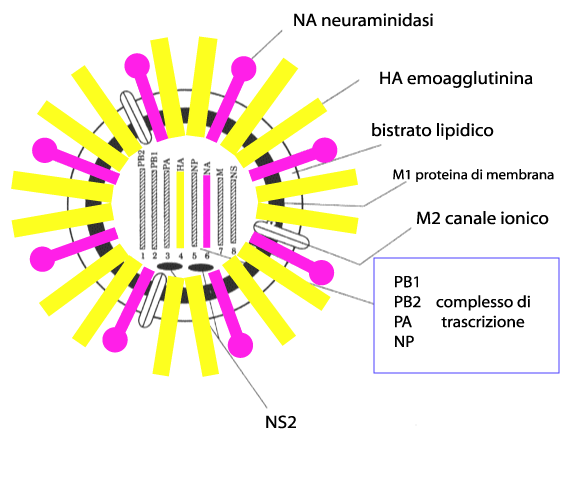 NA neuraminidasi
HA emoagglutinina
bistrato lipidico
M1 proteina di membrana
M2 canale ionico
PB1
PB2 complesso di
PA trascrizione
NP
NS2
PB2
PB1
PA
HA
NP
NA
M
NS
1 2 3 4 5 6 7 8